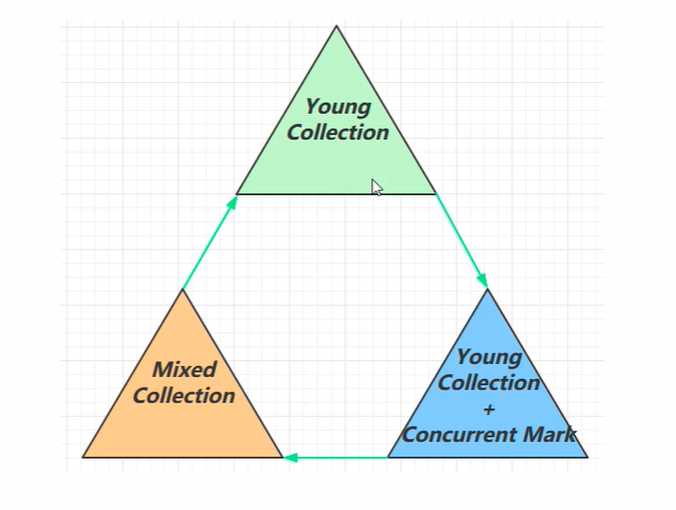 Young
Collection
Mixed
Collection
Young
Collection
+
Concurrent Mark